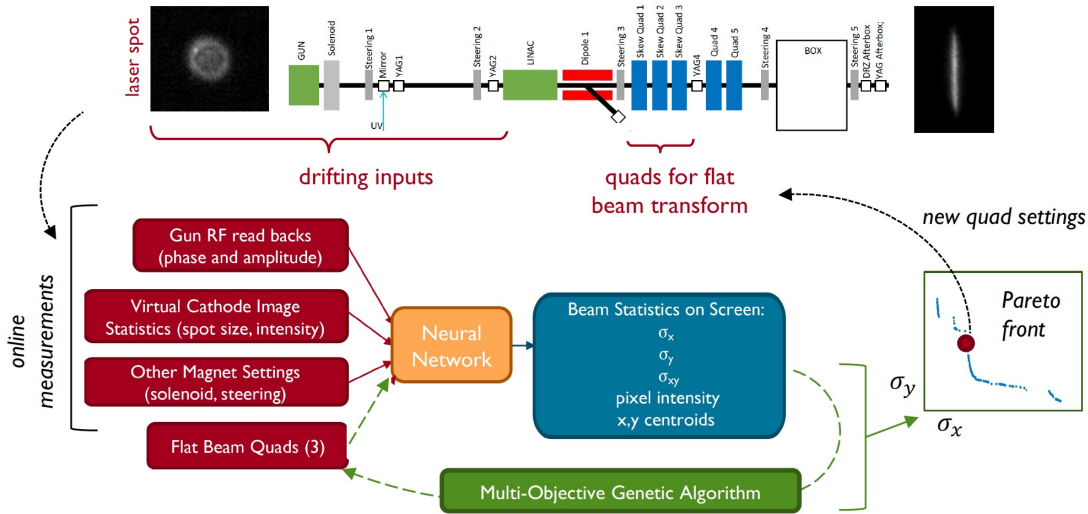 laser spot
GUN
Solenoid
Steering 1
Mirror
YAG1
UV
Steering 2
YAG2
LINAC
Dipole 1
Steering 3
Skew Quad 1
Skew Quad 2
Skew Quad 3
YAG4
Quad 4
Quad 5
Steering 4
BOX
Steering 5
DRZ Afterbox
YAG Afterbox;
drifting inputs
quads for flat
beam transform
new quad settings
online
measurements
Gun RF read backs
(phase and amplitude)
Virtual Cathode Image
Statistics (spot size, intensity)
Other Magnet Settings
(solenoid, steering)
Flat Beam Quads (3)
Neural
Network
Beam Statistics on Screen:
σx
σy
σxy
pixel intensity
x,y centroids
Multi-Objective Genetic Algorithm
Pareto
front
σy
σx